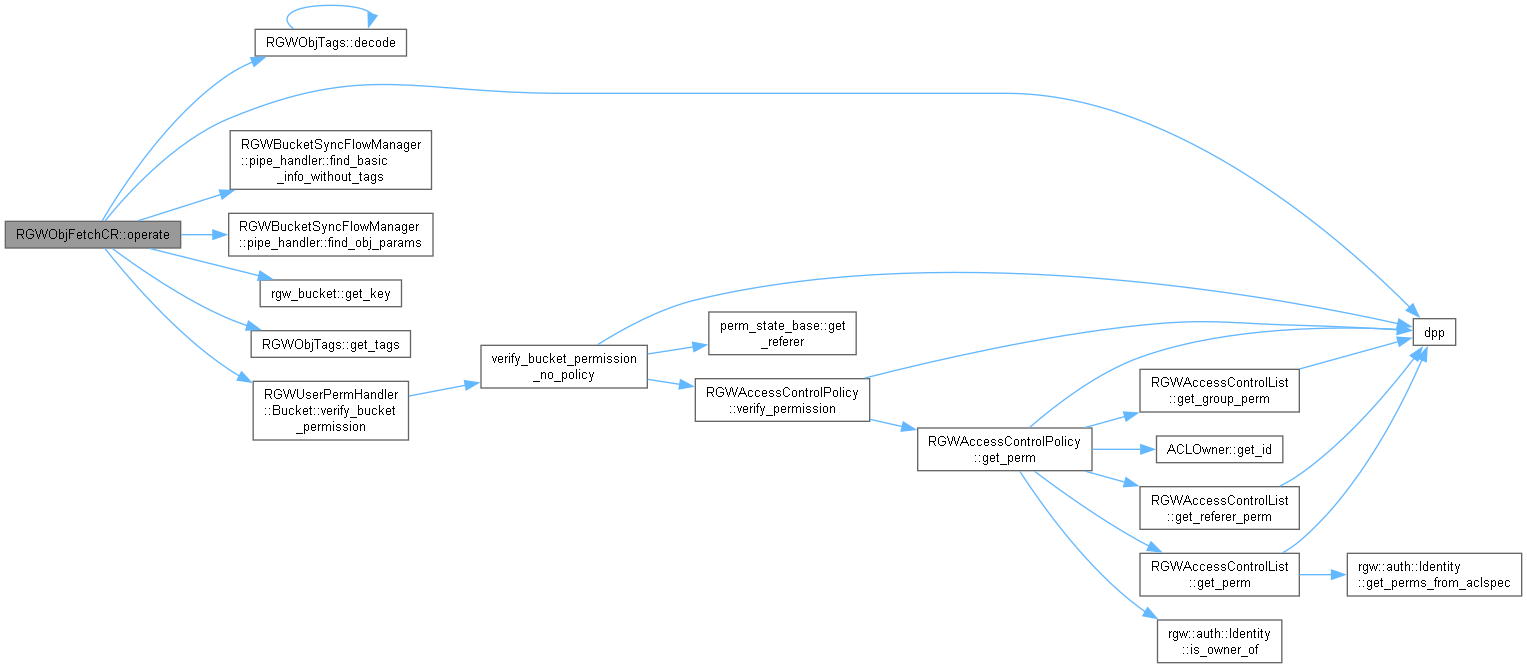 RGWObjFetchCR::operate
RGWObjTags::decode
RGWBucketSyncFlowManager
::pipe_handler::find_basic
_info_without_tags
RGWBucketSyncFlowManager
::pipe_handler::find_obj_params
rgw_bucket::get_key
RGWObjTags::get_tags
RGWUserPermHandler
::Bucket::verify_bucket
_permission
verify_bucket_permission
_no_policy
perm_state_base::get
_referer
RGWAccessControlPolicy
::verify_permission
RGWAccessControlPolicy
::get_perm
RGWAccessControlList
::get_group_perm
ACLOwner::get_id
RGWAccessControlList
::get_referer_perm
RGWAccessControlList
::get_perm
rgw::auth::Identity
::is_owner_of
dpp
rgw::auth::Identity
::get_perms_from_aclspec